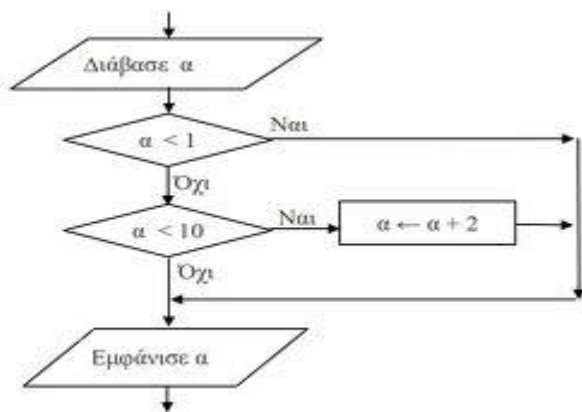 Διάβασε α
α < 1
Ναι
Όχι
α < 10
Ναι
α ← α + 2
Όχι
Εμφάνισε α